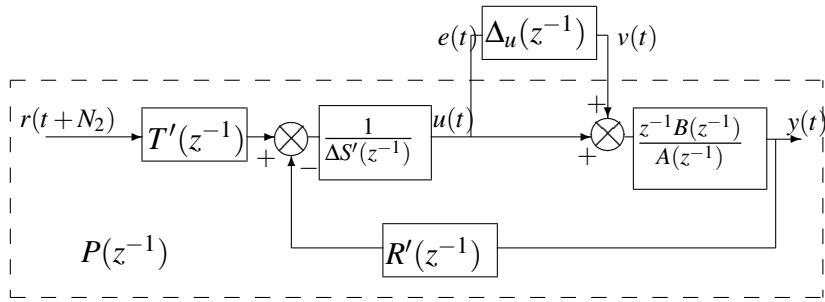 e(t) Δ_u(z^{-1}) v(t)
r(t + N_2) T′(z^{-1}) + − 1/ΔS′(z^{-1}) u(t) + + z^{-1}B(z^{-1})/A(z^{-1}) y(t)
P(z^{-1}) R′(z^{-1})